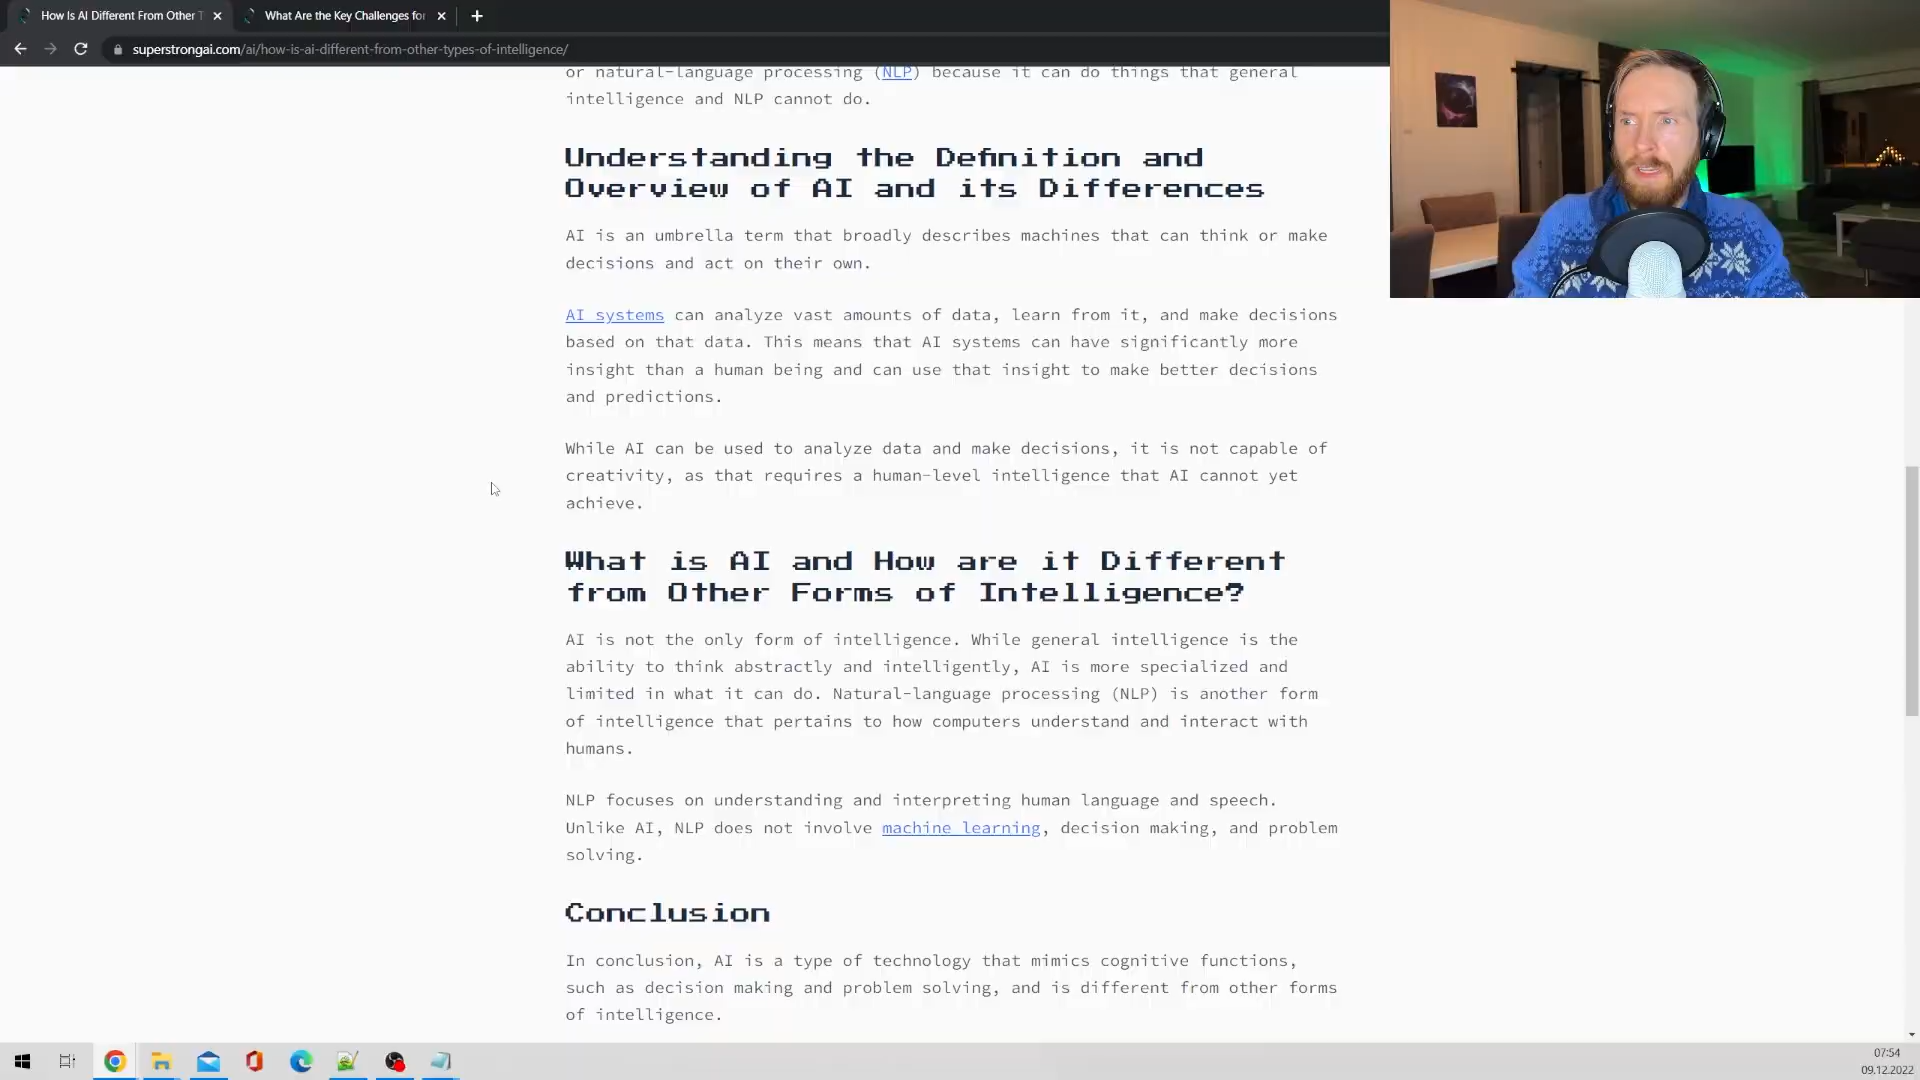 How Is AI Different From Other T
What Are the Key Challenges for
superstrongai.com/ai/how-is-ai-different-from-other-types-of-intelligence/
or natural-language processing (NLP) because it can do things that general
intelligence and NLP cannot do.
Understanding the Definition and
Overview of AI and its Differences
AI is an umbrella term that broadly describes machines that can think or make
decisions and act on their own.
AI systems can analyze vast amounts of data, learn from it, and make decisions
based on that data. This means that AI systems can have significantly more
insight than a human being and can use that insight to make better decisions
and predictions.
While AI can be used to analyze data and make decisions, it is not capable of
creativity, as that requires a human-level intelligence that AI cannot yet
achieve.
What is AI and How are it Different
from Other Forms of Intelligence?
AI is not the only form of intelligence. While general intelligence is the
ability to think abstractly and intelligently, AI is more specialized and
limited in what it can do. Natural-language processing (NLP) is another form
of intelligence that pertains to how computers understand and interact with
humans.
NLP focuses on understanding and interpreting human language and speech.
Unlike AI, NLP does not involve machine learning, decision making, and problem
solving.
Conclusion
In conclusion, AI is a type of technology that mimics cognitive functions,
such as decision making and problem solving, and is different from other forms
of intelligence.
07:54
09.12.2022